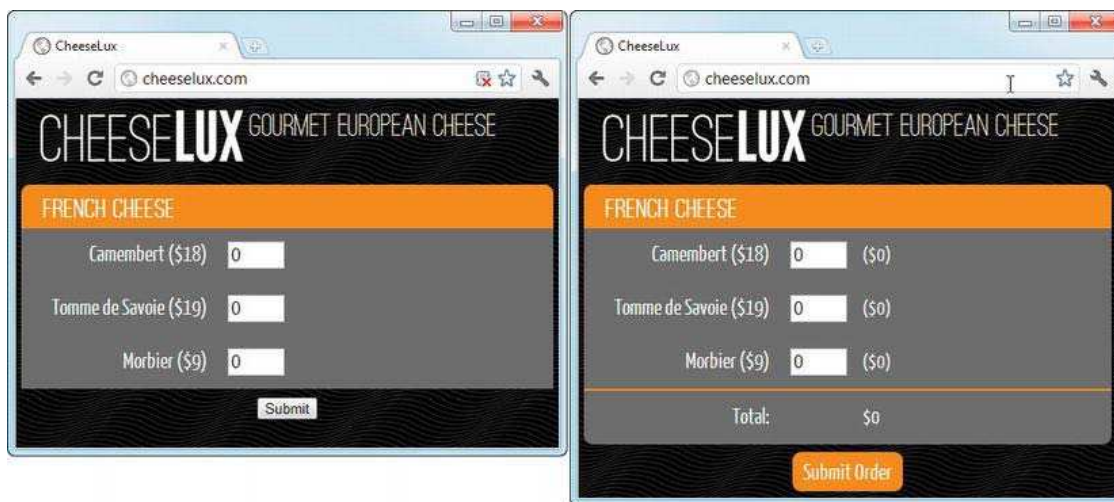 CheeseLux
cheeselux.com
CHEESELUX GOURMET EUROPEAN CHEESE
FRENCH CHEESE
Camembert ($18) 0
Tomme de Savoie ($19) 0
Morbier ($9) 0
Submit
CheeseLux
cheeselux.com
CHEESELUX GOURMET EUROPEAN CHEESE
FRENCH CHEESE
Camembert ($18) 0 ($0)
Tomme de Savoie ($19) 0 ($0)
Morbier ($9) 0 ($0)
Total: $0
Submit Order